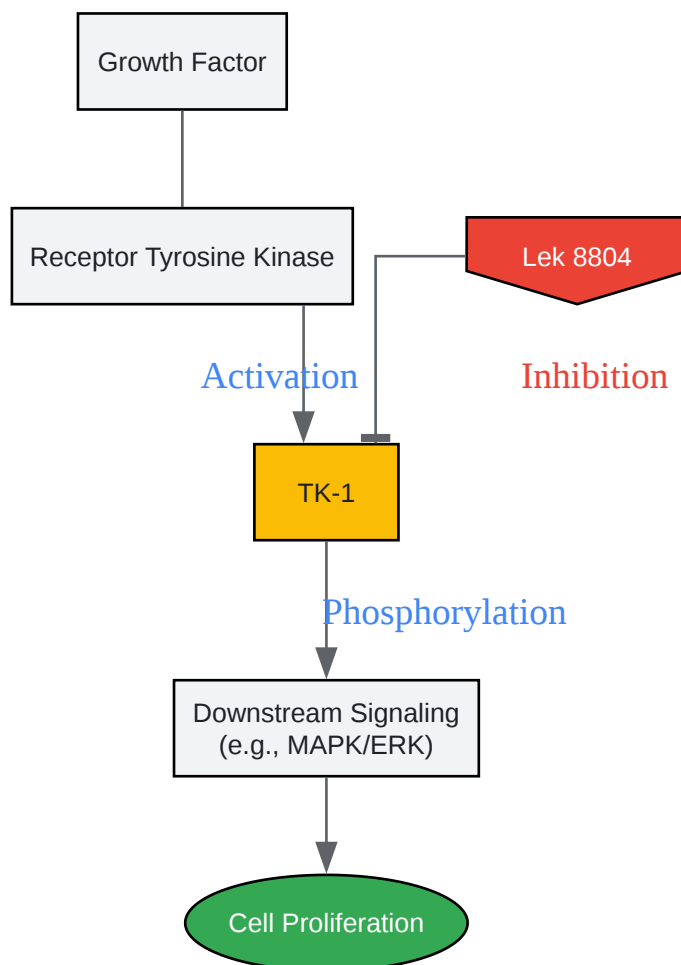 Growth Factor
Receptor Tyrosine Kinase
Lek 8804
Activation
Inhibition
TK-1
Phosphorylation
Downstream Signaling
(e.g., MAPK/ERK)
Cell Proliferation